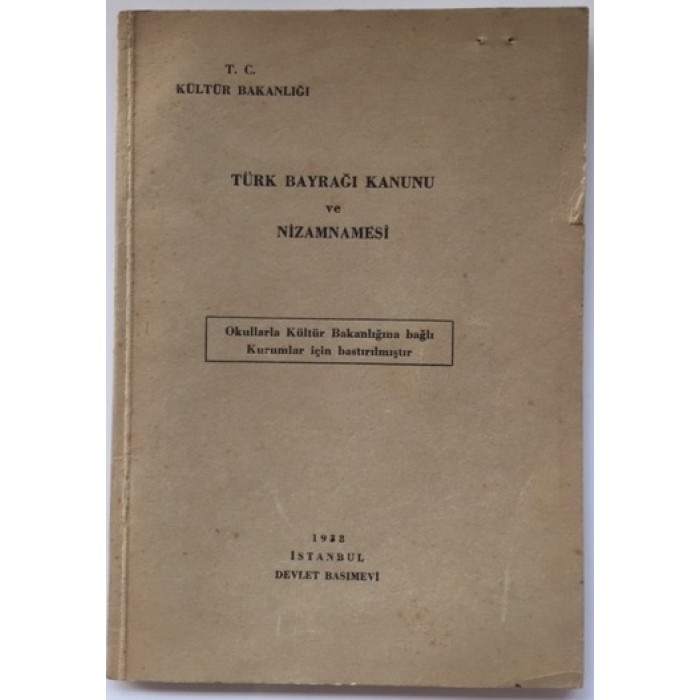 T. C.
KÜLTÜR BAKANLIĞI
TÜRK BAYRAĞI KANUNU
ve
NİZAMNAMESİ
Okullarla Kültür Bakanlığına bağlı
Kurumlar için bastırılmıştır
1938
İSTANBUL
DEVLET BASIMEVİ